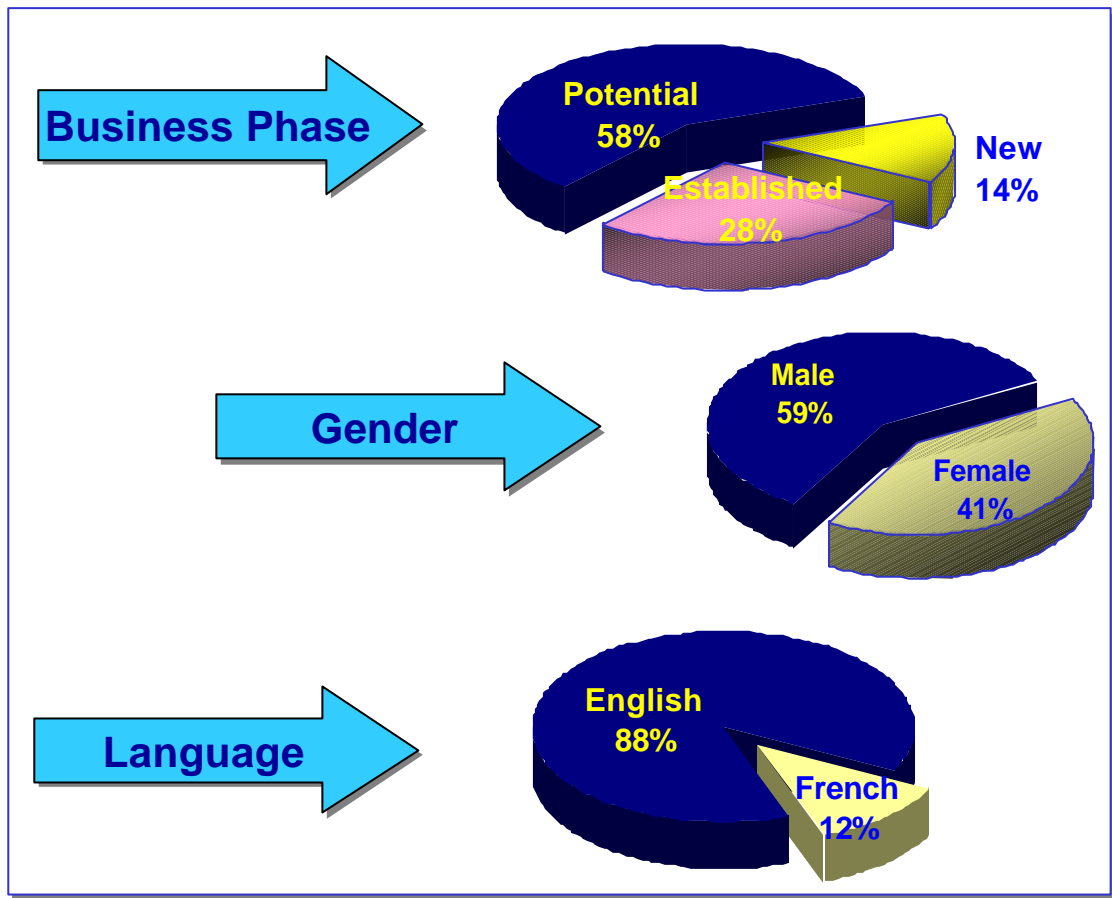 Business Phase
Potential
58%
New
14%
Established
28%
Gender
Male
59%
Female
41%
Language
English
88%
French
12%